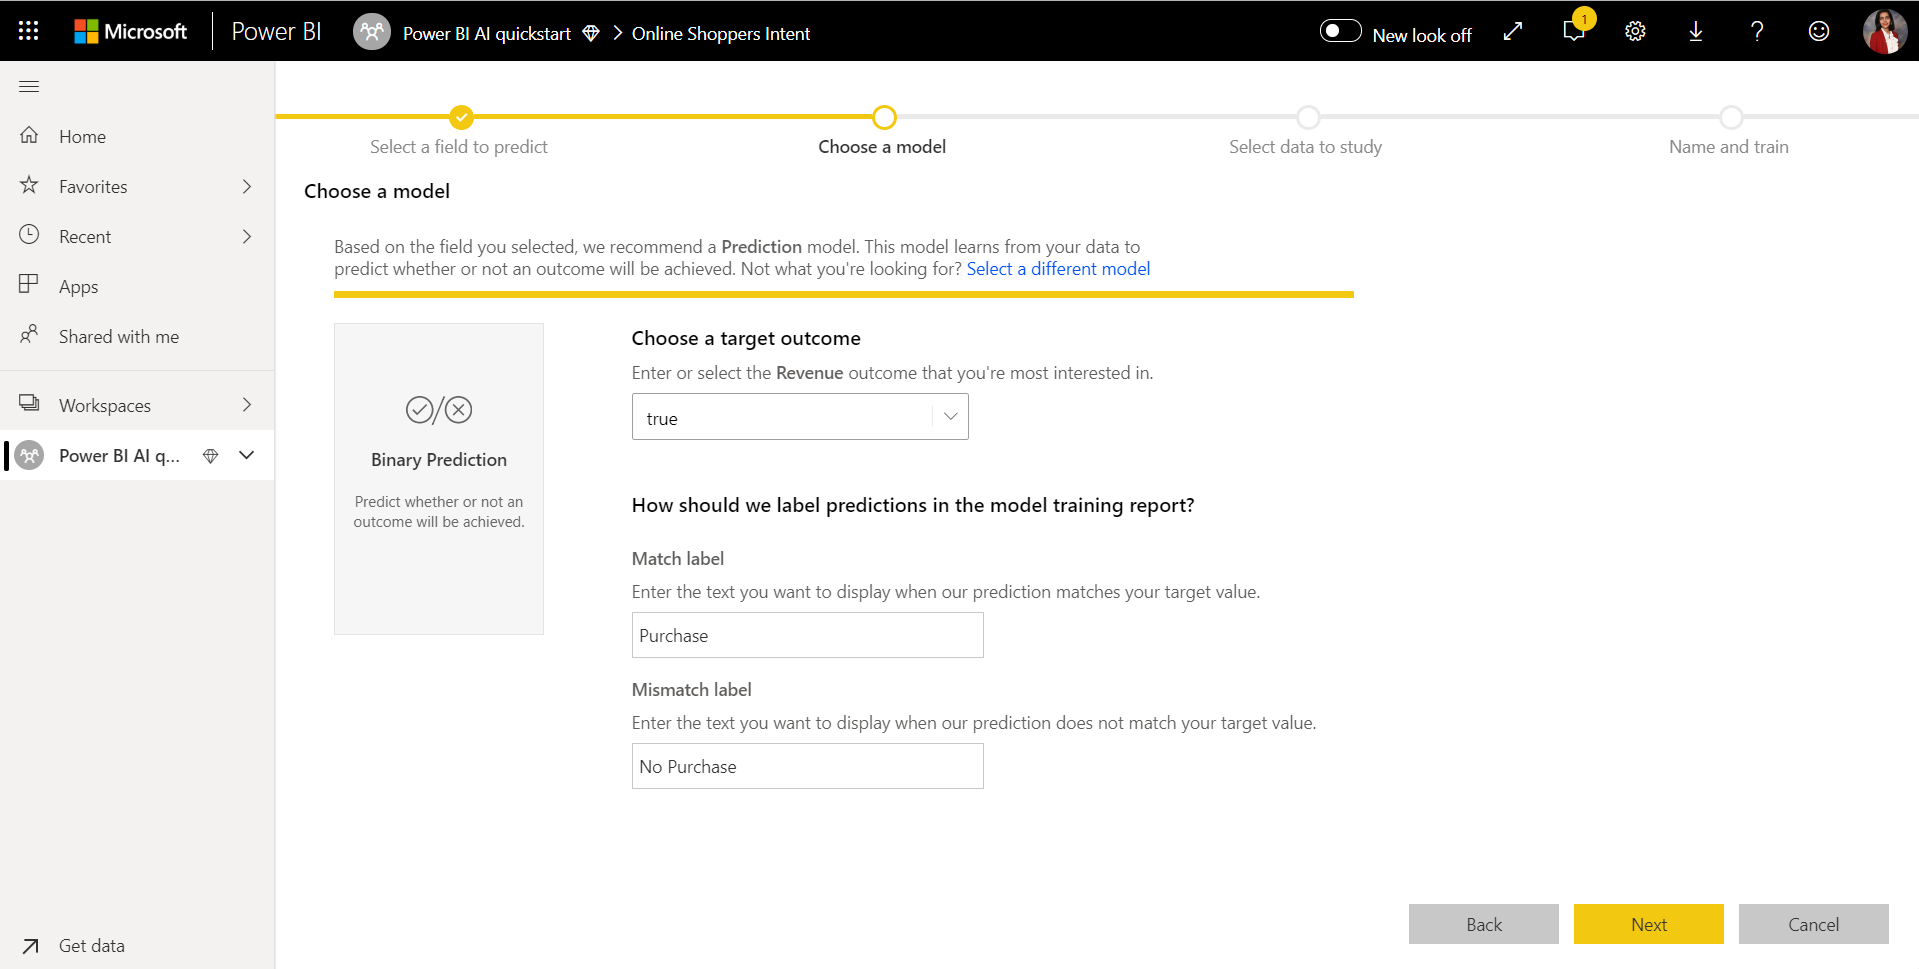 Microsoft
Power BI
Power BI AI quickstart
Online Shoppers Intent
New look off
1
Home
Favorites
Recent
Apps
Shared with me
Workspaces
Power BI AI q...
Get data
Select a field to predict
Choose a model
Select data to study
Name and train
Choose a model
Based on the field you selected, we recommend a Prediction model. This model learns from your data to
predict whether or not an outcome will be achieved. Not what you're looking for? Select a different model
Binary Prediction
Predict whether or not an
outcome will be achieved.
Choose a target outcome
Enter or select the Revenue outcome that you're most interested in.
true
How should we label predictions in the model training report?
Match label
Enter the text you want to display when our prediction matches your target value.
Purchase
Mismatch label
Enter the text you want to display when our prediction does not match your target value.
No Purchase
Back
Next
Cancel